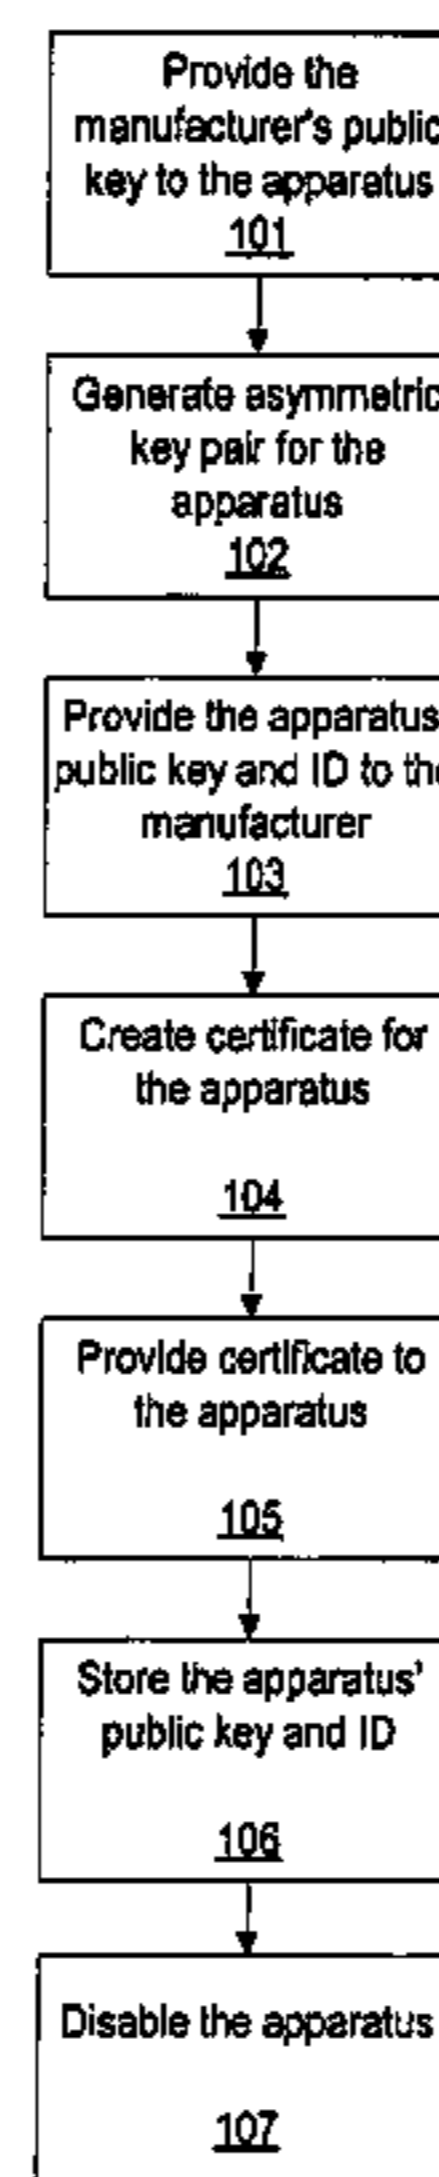 Provide the
manufacturer's public
key to the apparatus
101
Generate asymmetric
key pair for the
apparatus
102
Provide the apparatus
public key and ID to the
manufacturer
103
Create certificate for
the apparatus
104
Provide certificate to
the apparatus
105
Store the apparatus'
public key and ID
106
Disable the apparatus
107